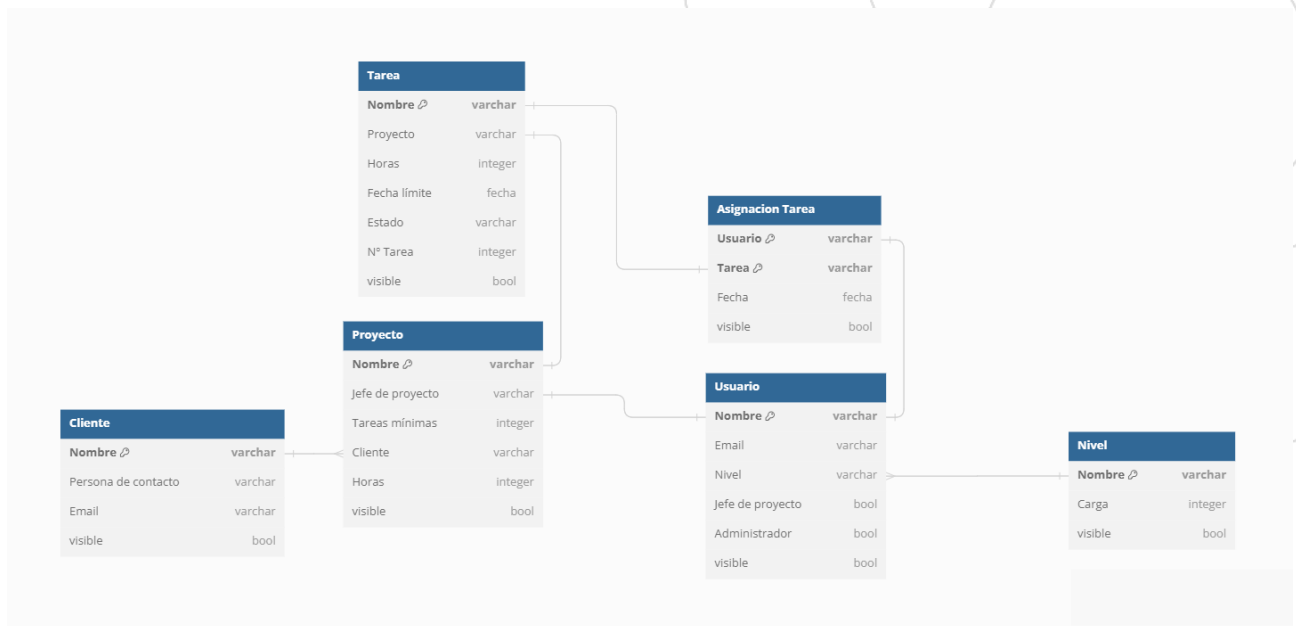 Tarea
Nombre varchar
Proyecto varchar
Horas integer
Fecha límite fecha
Estado varchar
Nº Tarea integer
visible bool
Asignacion Tarea
Usuario varchar
Tarea varchar
Fecha fecha
visible bool
Proyecto
Nombre varchar
Jefe de proyecto varchar
Tareas mínimas integer
Cliente varchar
Horas integer
visible bool
Usuario
Nombre varchar
Email varchar
Nivel varchar
Jefe de proyecto bool
Administrador bool
visible bool
Cliente
Nombre varchar
Persona de contacto varchar
Email varchar
visible bool
Nivel
Nombre varchar
Carga integer
visible bool